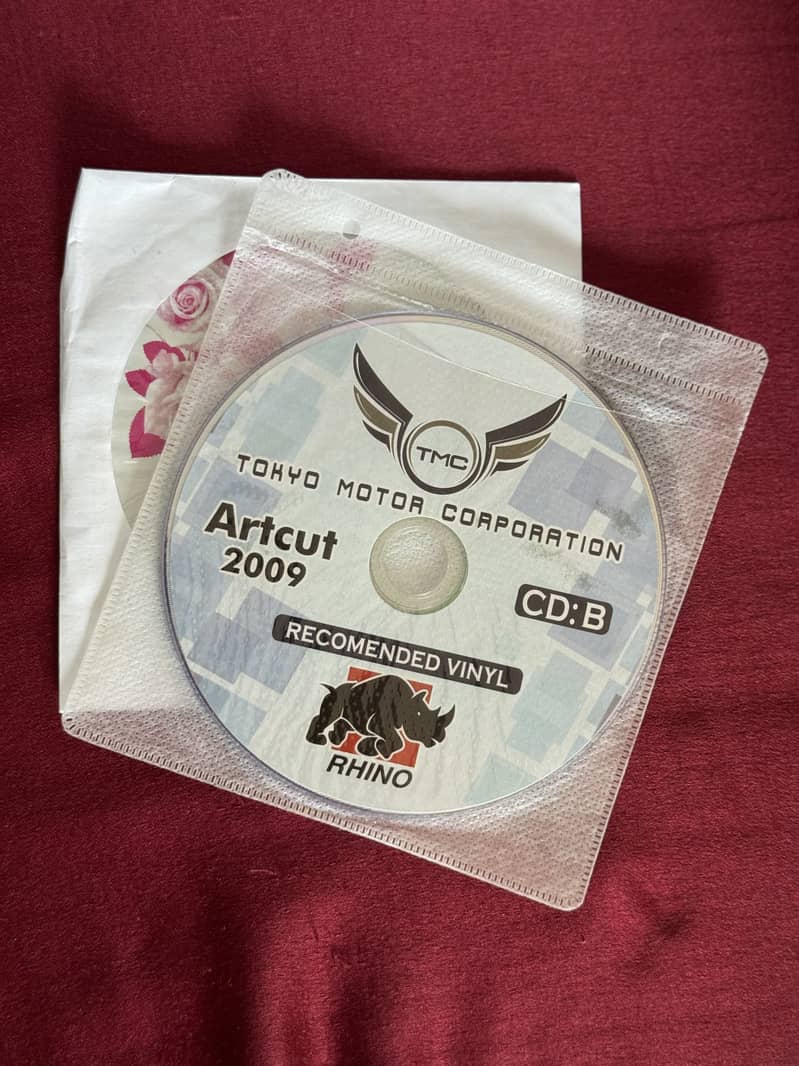 TMC
TOKYO MOTOR CORPORATION
Artcut
2009
CD: B
RECOMENDED VINYL
RHINO